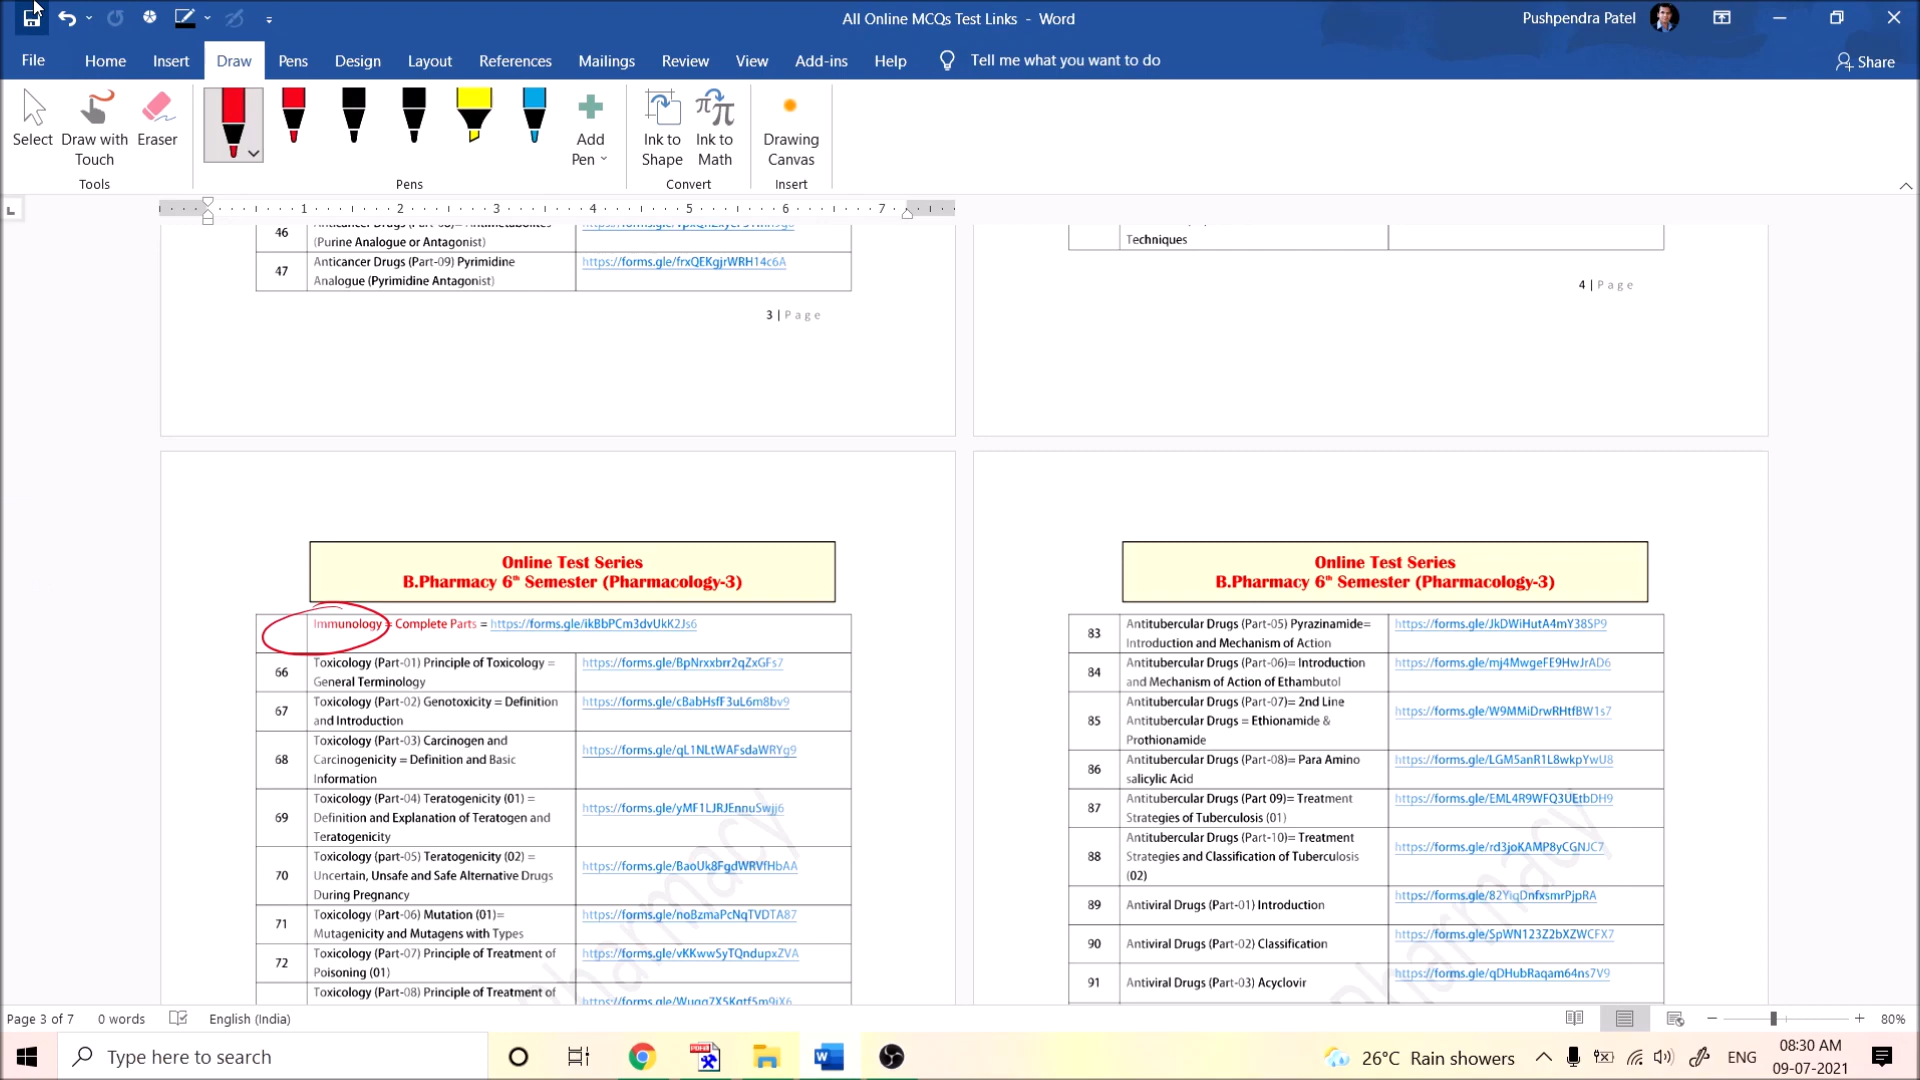 All Online MCQs Test Links - Word
Pushpendra Patel
File Home Insert Draw Pens Design Layout References Mailings Review View Add-ins Help Tell me what you want to do Share
Select
Draw with Touch
Eraser
Add Pen
Ink to Shape
Ink to Math
Drawing Canvas
Tools Pens Convert Insert
1 2 3 4 5 6 7
46
(Purine Analogue or Antagonist)
47
Anticancer Drugs (Part-09) Pyrimidine
Analogue (Pyrimidine Antagonist)
https://forms.gle/frxQEKgjrWRH14c6A
3 | Page
Techniques
4 | Page
Online Test Series
B.Pharmacy 6th Semester (Pharmacology-3)
Immunology = Complete Parts = https://forms.gle/ikBbPCm3dvUkK2Js6
66
Toxicology (Part-01) Principle of Toxicology =
General Terminology
https://forms.gle/BpNrxxbrr2qZxGFs7
67
Toxicology (Part-02) Genotoxicity = Definition
and Introduction
https://forms.gle/cBabHsfF3uL6m8bv9
68
Toxicology (Part-03) Carcinogen and
Carcinogenicity = Definition and Basic
Information
https://forms.gle/qL1NLtWAFsdaWRYg9
69
Toxicology (Part-04) Teratogenicity (01) =
Definition and Explanation of Teratogen and
Teratogenicity
https://forms.gle/yMF1LJRJEnnuSwjj6
70
Toxicology (part-05) Teratogenicity (02) =
Uncertain, Unsafe and Safe Alternative Drugs
During Pregnancy
https://forms.gle/BaoUk8FgdWRVfHbAA
71
Toxicology (Part-06) Mutation (01)=
Mutagenicity and Mutagens with Types
https://forms.gle/noBzmaPcNqTVDTA87
72
Toxicology (Part-07) Principle of Treatment of
Poisoning (01)
https://forms.gle/vKKwwSyTQndupxZVA
Toxicology (Part-08) Principle of Treatment of
Online Test Series
B.Pharmacy 6th Semester (Pharmacology-3)
83
Antitubercular Drugs (Part-05) Pyrazinamide=
Introduction and Mechanism of Action
https://forms.gle/JkDWiHutA4mY38SP9
84
Antitubercular Drugs (Part-06)= Introduction
and Mechanism of Action of Ethambutol
https://forms.gle/mj4MwgeFE9HwJrAD6
85
Antitubercular Drugs (Part-07)= 2nd Line
Antitubercular Drugs = Ethionamide &
Prothionamide
https://forms.gle/W9MMiDrwRHtfBW1s7
86
Antitubercular Drugs (Part-08)= Para Amino
salicylic Acid
https://forms.gle/LGM5anR1L8wkpYwU8
87
Antitubercular Drugs (Part 09)= Treatment
Strategies of Tuberculosis (01)
https://forms.gle/EML4R9WFQ3UEtbDH9
88
Antitubercular Drugs (Part-10)= Treatment
Strategies and Classification of Tuberculosis
(02)
https://forms.gle/rd3joKAMP8yCGNJC7
89
Antiviral Drugs (Part-01) Introduction
https://forms.gle/82YiqDnfxsmrPjpRA
90
Antiviral Drugs (Part-02) Classification
https://forms.gle/SpWN123Z2bXZWCFX7
91
Antiviral Drugs (Part-03) Acyclovir
https://forms.gle/qDHubRaqam64ns7V9
Page 3 of 7 0 words English (India) 80%
Type here to search
26°C Rain showers
ENG
08:30 AM
09-07-2021